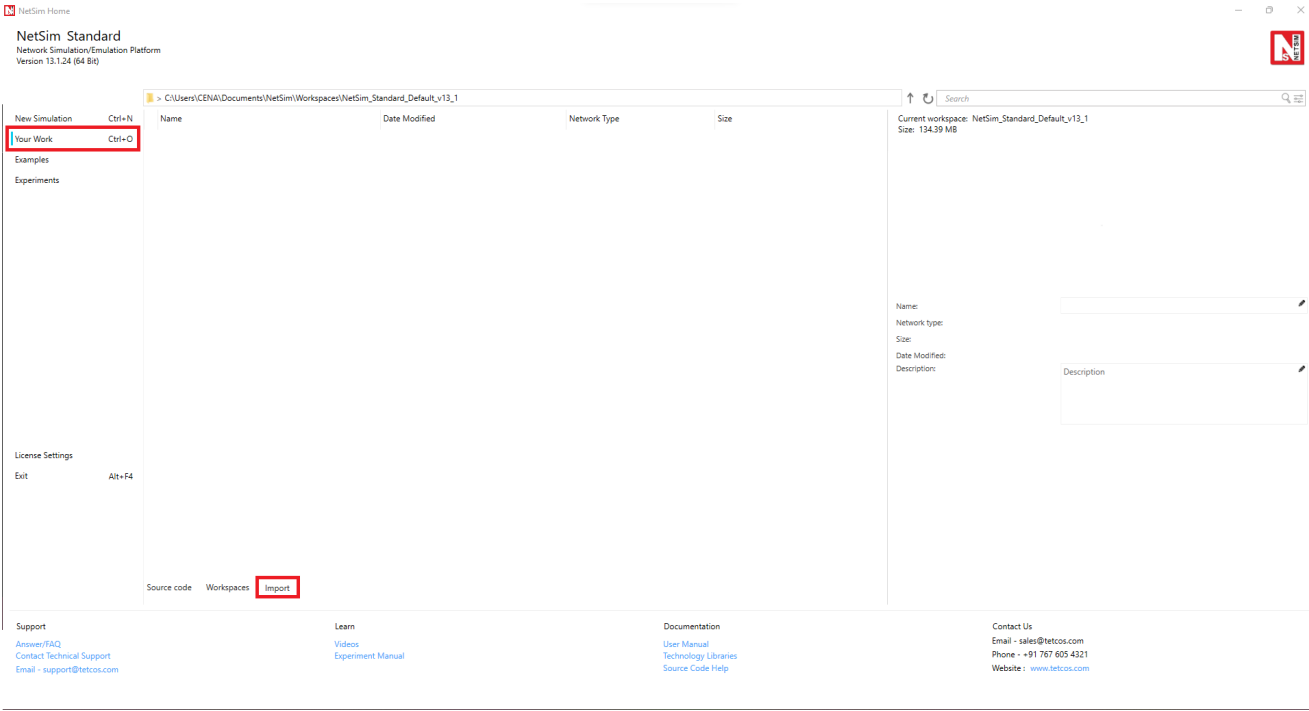 NetSim Home
NetSim Standard
Network Simulation/Emulation Platform
Version 13.1.24 (64 Bit)
N
S
NETSIM
> C:\Users\CENA\Documents\NetSim\Workspaces\NetSim_Standard_Default_v13_1
Search
New Simulation Ctrl+N
Your Work Ctrl+O
Examples
Experiments
License Settings
Exit Alt+F4
Name Date Modified Network Type Size
Current workspace: NetSim_Standard_Default_v13_1
Size: 134.39 MB
Name:
Network type:
Size:
Date Modified:
Description:
Description
Source code Workspaces Import
Support
Answer/FAQ
Contact Technical Support
Email - support@tetcos.com
Learn
Videos
Experiment Manual
Documentation
User Manual
Technology Libraries
Source Code Help
Contact Us
Email - sales@tetcos.com
Phone - +91 767 605 4321
Website : www.tetcos.com